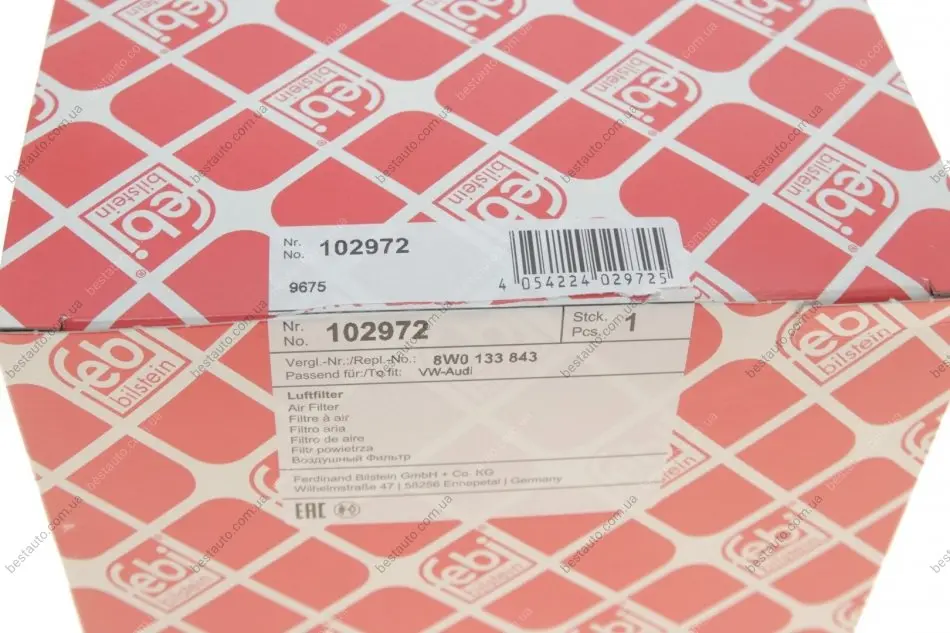 Nr.
No. 102972
9675
4 054224 029725
Nr.
No. 102972
Stck.
Pcs. 1
Vergl.-Nr.:/Repl.-No.: 8W0 133 843
Passend für:/To fit: VW-Audi
Luftfilter
Air Filter
Filtre à air
Filtro aria
Filtro de aire
Filtr powietrza
Воздушный Фильтр
Ferdinand Bilstein GmbH + Co. KG
Wilhelmstraße 47 | 58256 Ennepetal | Germany
EAC
febi
bilstein
bestauto.com.ua